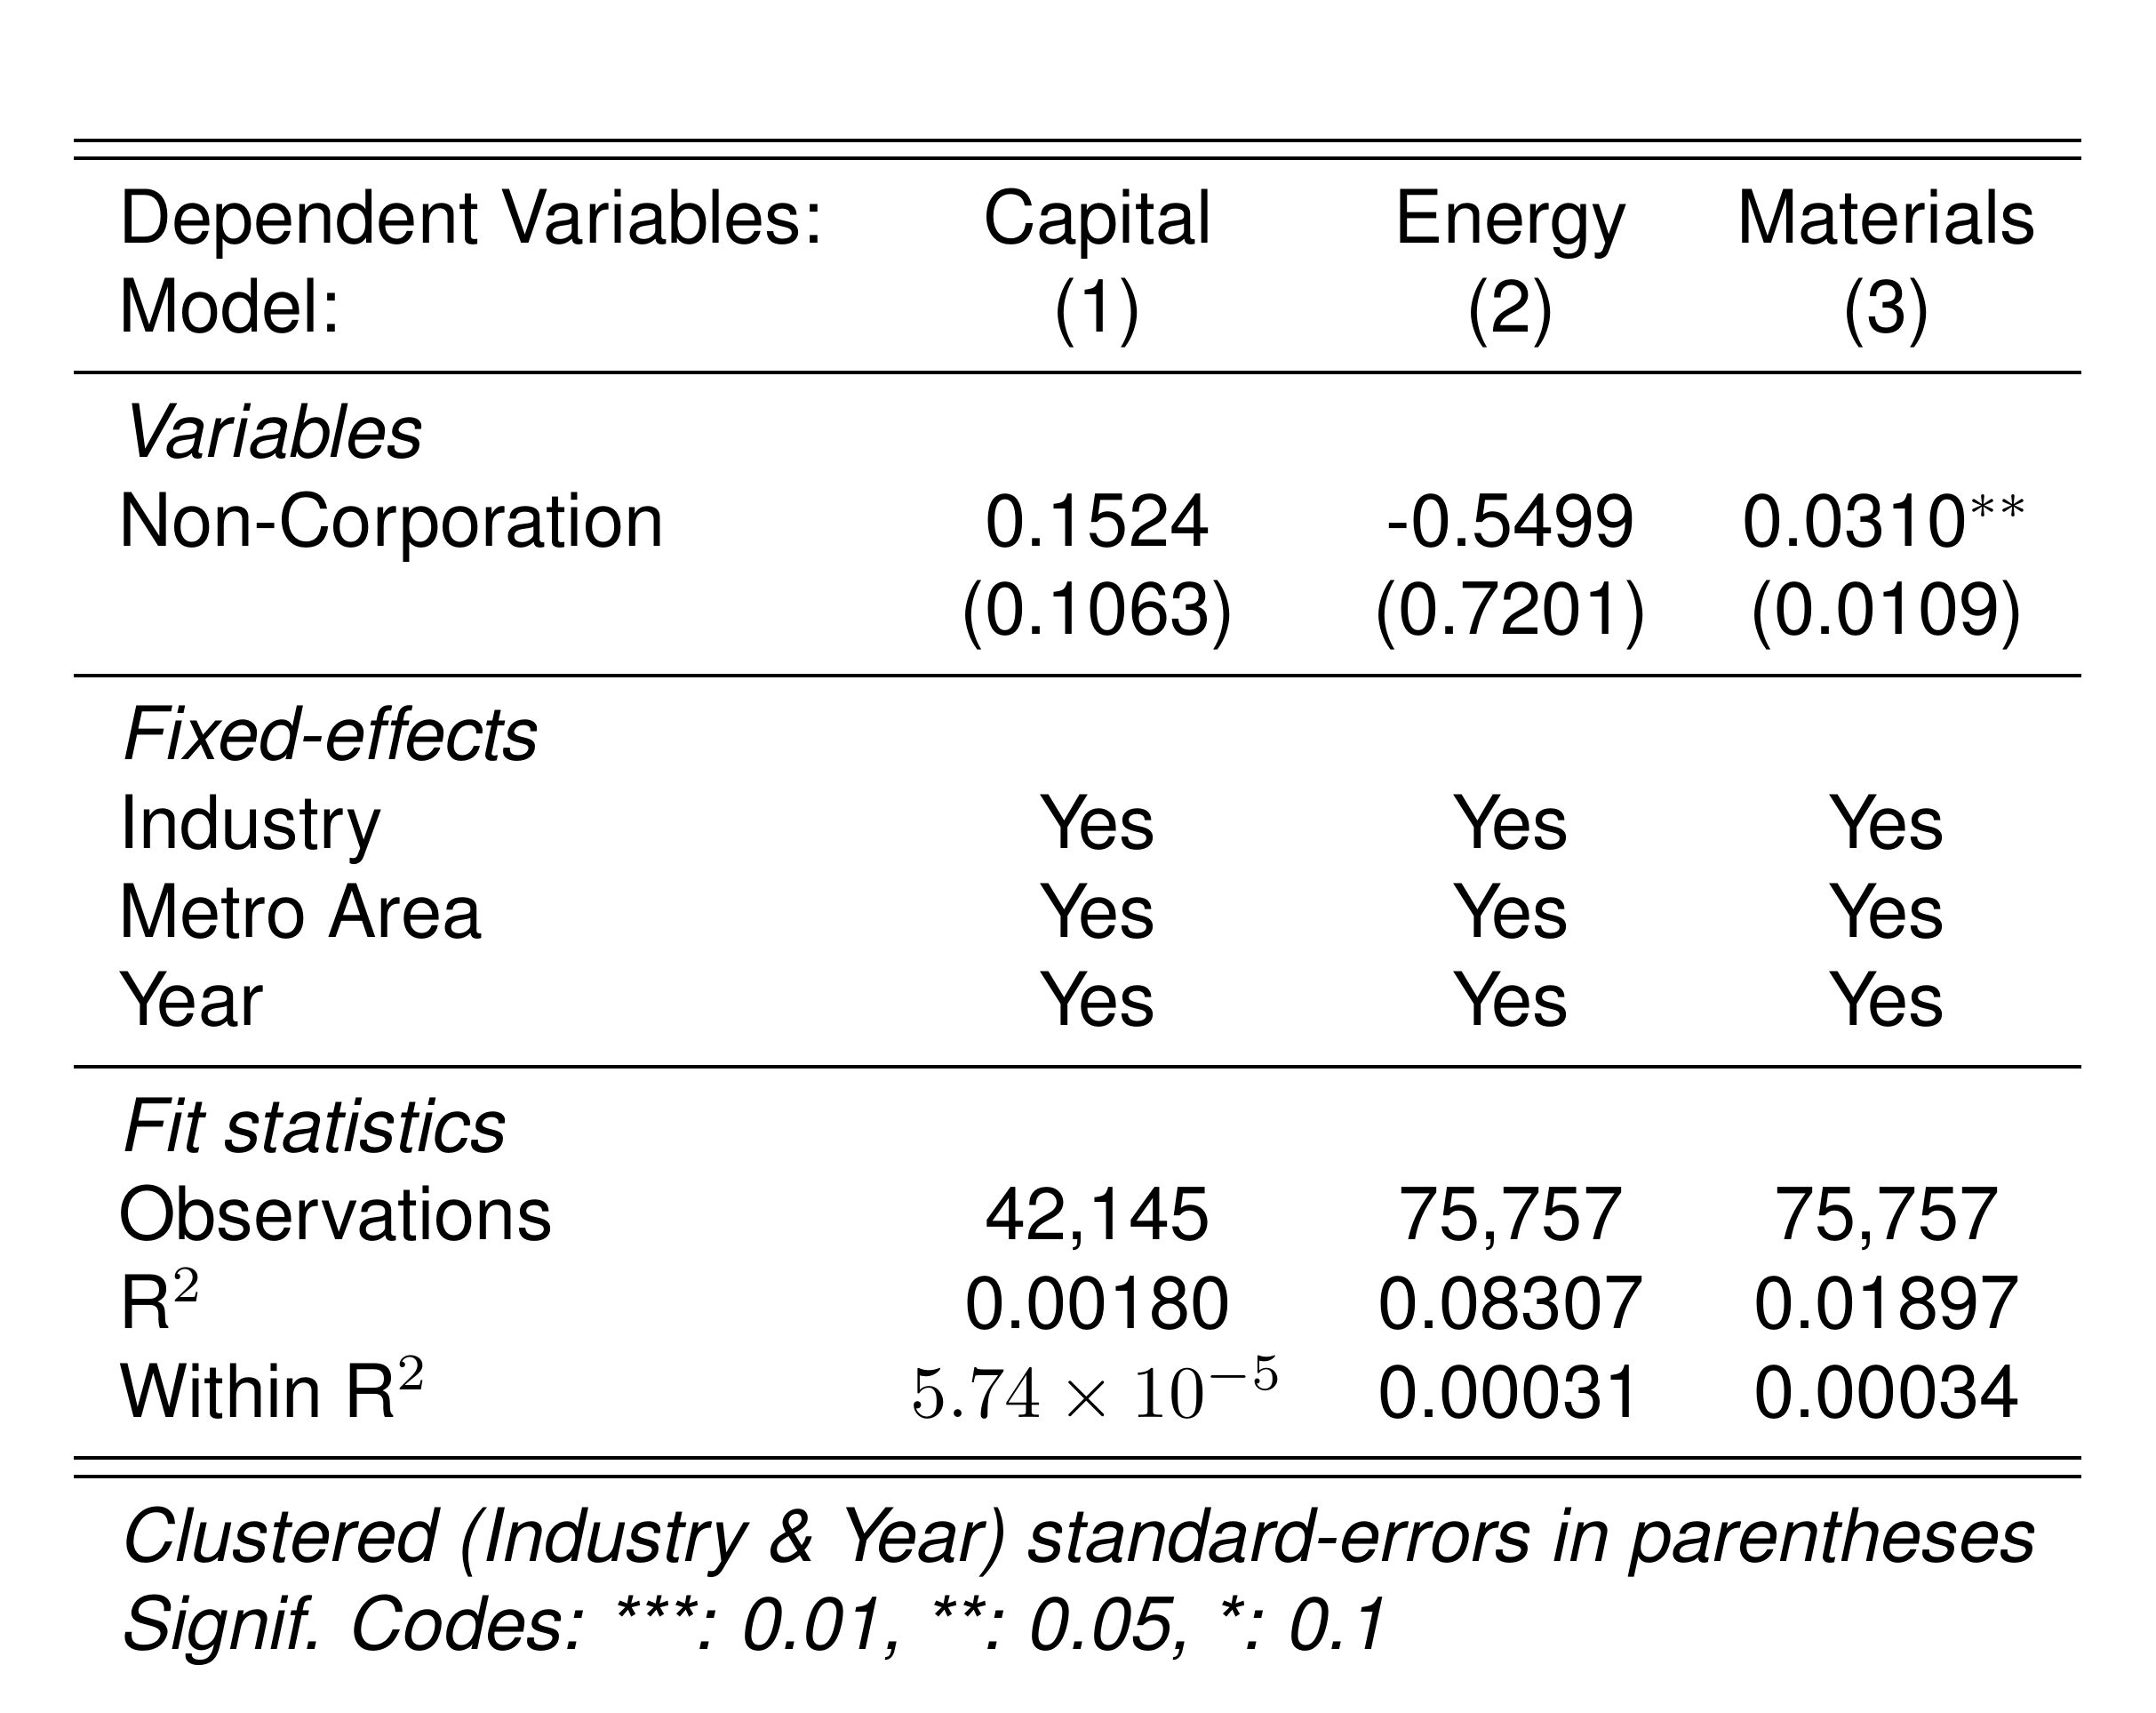 Dependent Variables: Capital Energy Materials
Model: (1) (2) (3)
Variables
Non-Corporation 0.1524 -0.5499 0.0310**
(0.1063) (0.7201) (0.0109)
Fixed-effects
Industry Yes Yes Yes
Metro Area Yes Yes Yes
Year Yes Yes Yes
Fit statistics
Observations 42,145 75,757 75,757
R² 0.00180 0.08307 0.01897
Within R² 5.74 × 10⁻⁵ 0.00031 0.00034
Clustered (Industry & Year) standard-errors in parentheses
Signif. Codes: ***: 0.01, **: 0.05, *: 0.1